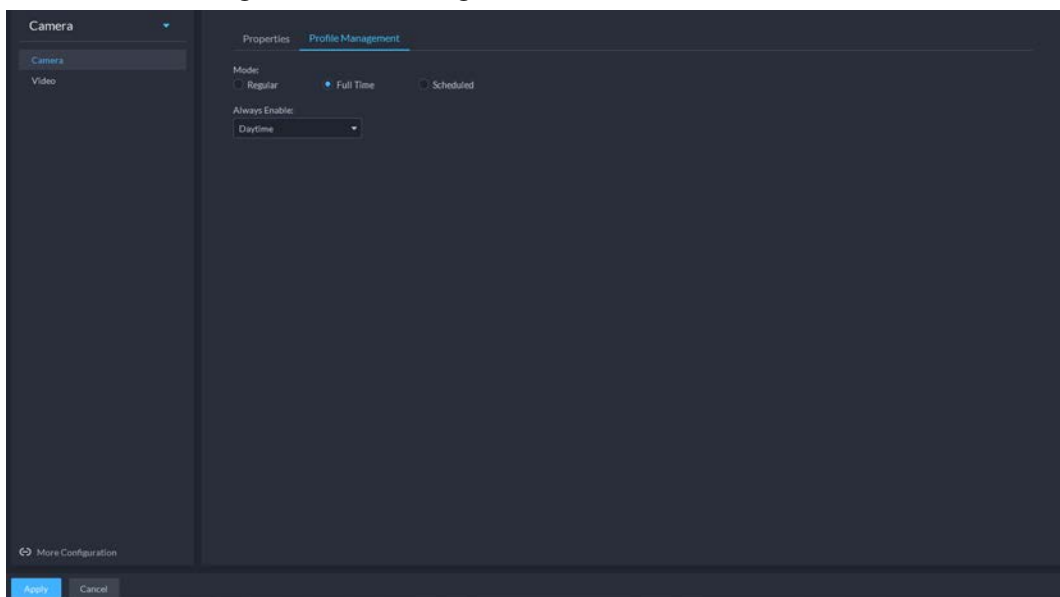 Camera
Camera
Video
More Configuration
Properties Profile Management
Mode:
Regular Full Time Scheduled
Always Enable:
Daytime
Apply Cancel